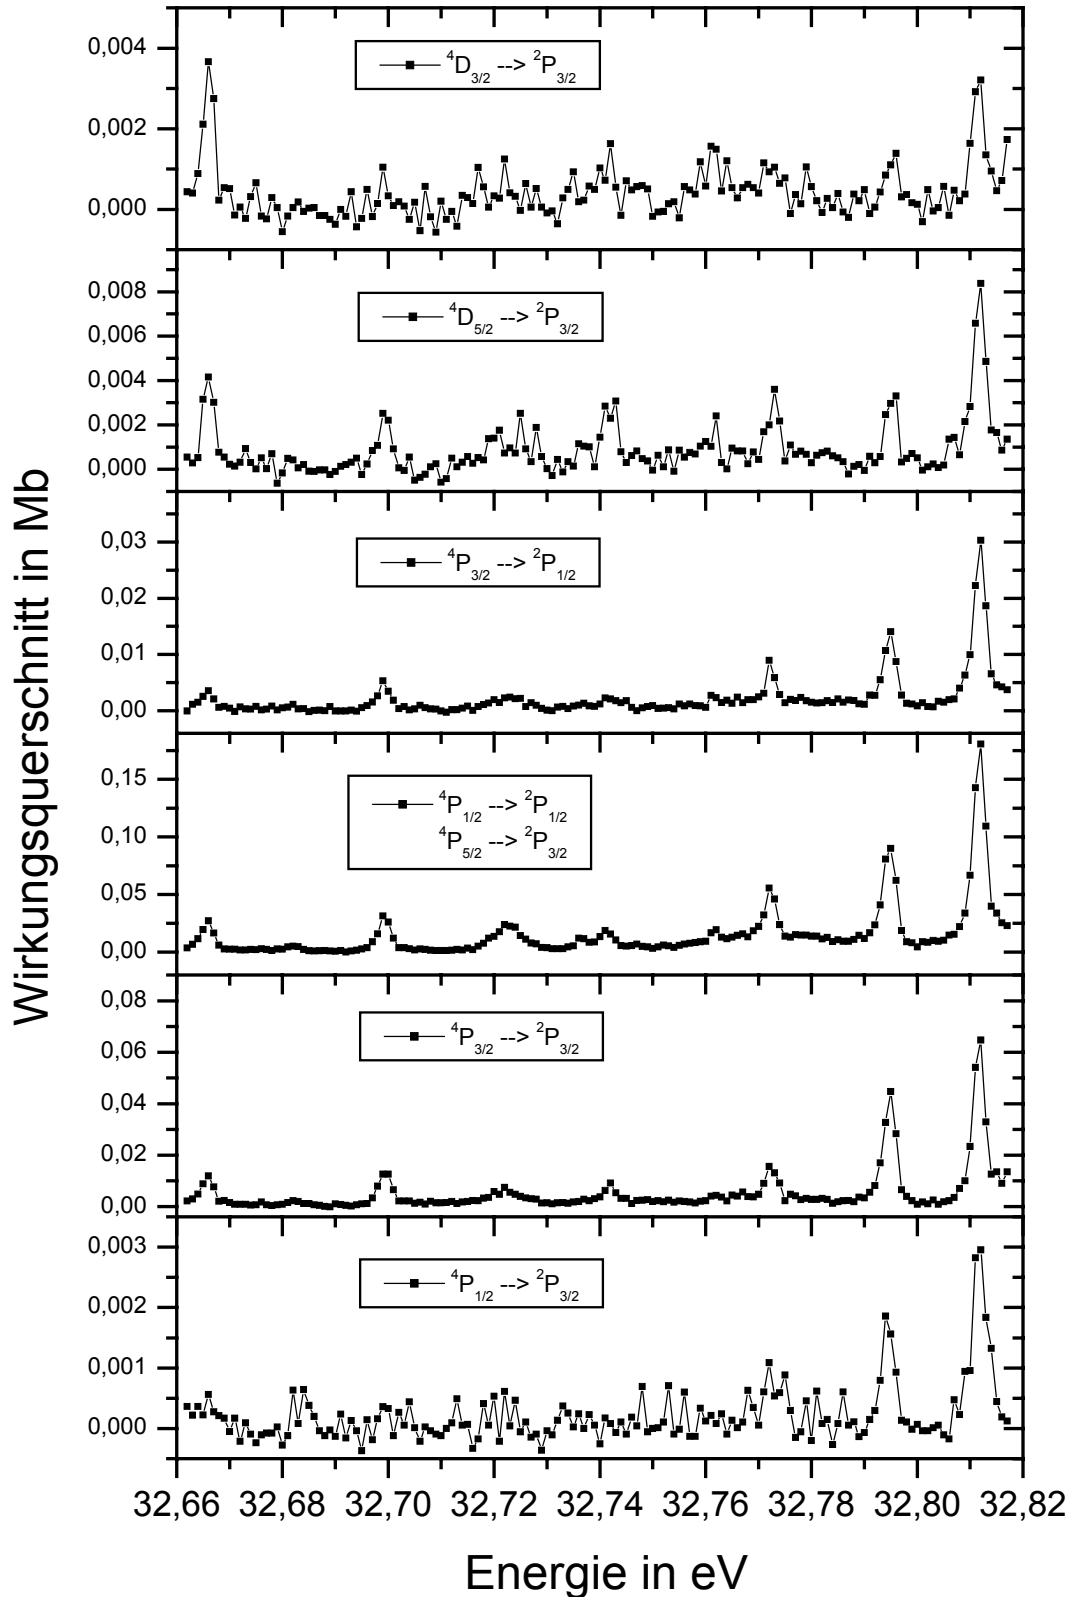 Wirkungsquerschnitt in Mb
0,004
0,002
0,000
4D3/2 --> 2P3/2
0,008
0,006
0,004
0,002
0,000
4D5/2 --> 2P3/2
0,03
0,02
0,01
0,00
4P3/2 --> 2P1/2
0,15
0,10
0,05
0,00
4P1/2 --> 2P1/2
4P5/2 --> 2P3/2
0,08
0,06
0,04
0,02
0,00
4P3/2 --> 2P3/2
0,003
0,002
0,001
0,000
4P1/2 --> 2P3/2
32,66 32,68 32,70 32,72 32,74 32,76 32,78 32,80 32,82
Energie in eV